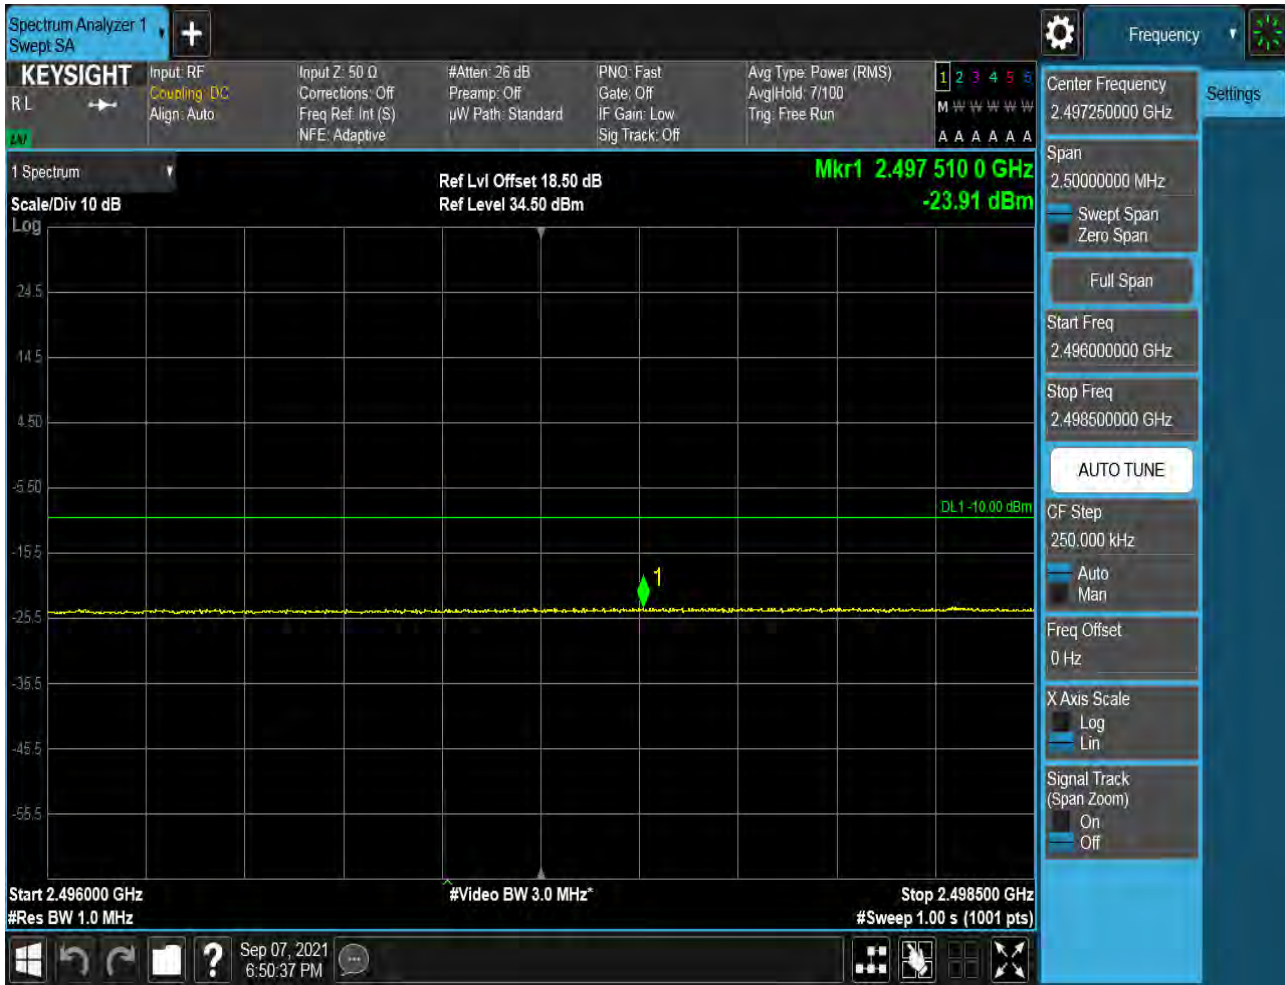 Spectrum Analyzer 1
Swept SA
Frequency
KEYSIGHT
R L
LNI
Input: RF
Coupling: DC
Align: Auto
Input Z: 50 Ω
Corrections: Off
Freq Ref: Int (S)
NFE: Adaptive
#Atten: 26 dB
Preamp: Off
µW Path: Standard
PNO: Fast
Gate: Off
IF Gain: Low
Sig Track: Off
Avg Type: Power (RMS)
Avg|Hold: 7/100
Trig: Free Run
1 2 3 4 5 6
M W W W W W
A A A A A A
1 Spectrum
Scale/Div 10 dB
Log
Ref Lvl Offset 18.50 dB
Ref Level 34.50 dBm
Mkr1 2.497 510 0 GHz
-23.91 dBm
24.5
14.5
4.50
-5.50
DL1 -10.00 dBm
-15.5
1
-25.5
-35.5
-45.5
-55.5
Start 2.496000 GHz
#Res BW 1.0 MHz
#Video BW 3.0 MHz*
Stop 2.498500 GHz
#Sweep 1.00 s (1001 pts)
Sep 07, 2021
6:50:37 PM
Center Frequency
2.497250000 GHz
Settings
Span
2.50000000 MHz
Swept Span
Zero Span
Full Span
Start Freq
2.496000000 GHz
Stop Freq
2.498500000 GHz
AUTO TUNE
CF Step
250.000 kHz
Auto
Man
Freq Offset
0 Hz
X Axis Scale
Log
Lin
Signal Track
(Span Zoom)
On
Off